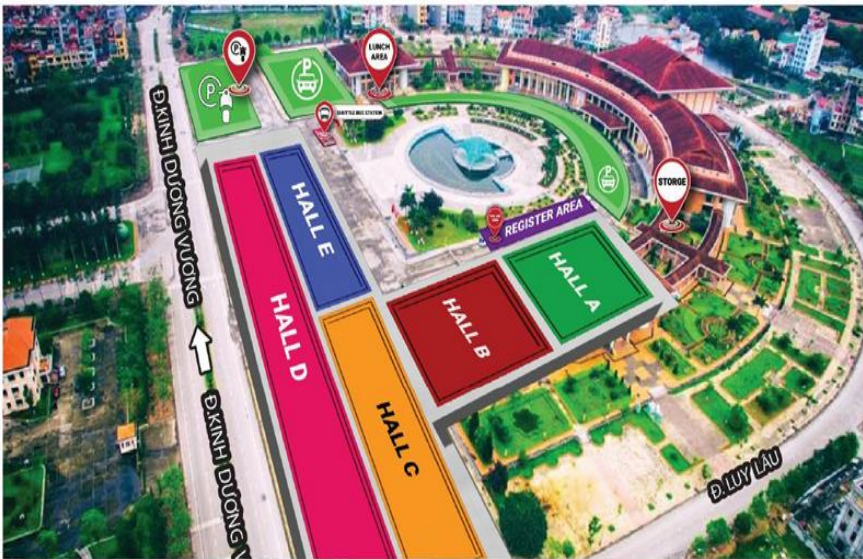 P
P
LUNCH
AREA
SHUTTLE BUS STATION
P
STORGE
REGISTER AREA
Đ.KINH DƯƠNG VƯƠNG
HALL E
HALL A
HALL D
HALL B
HALL C
Đ.KINH DƯƠNG V
Đ. LUY LÂU